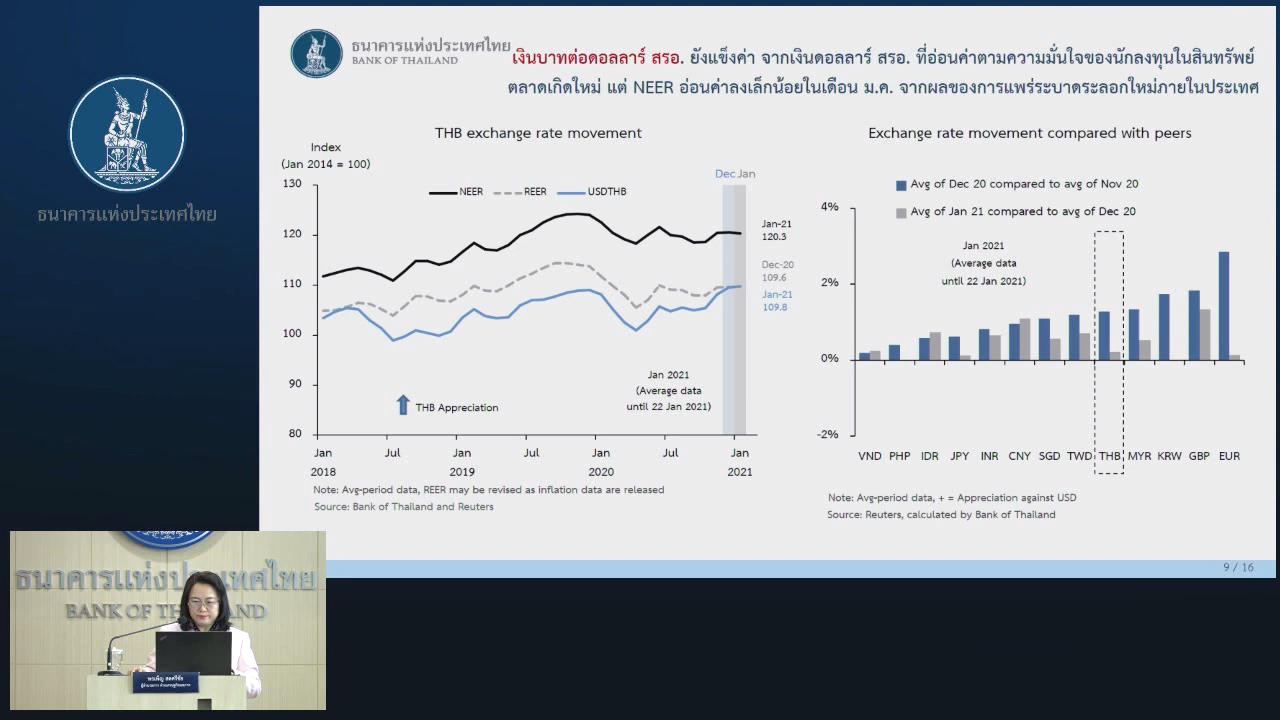 ธนาคารแห่งประเทศไทย
ธนาคารแห่งประเทศไทย
BANK OF THAILAND
เงินบาทต่อดอลลาร์ สรอ. ยังแข็งค่า จากเงินดอลลาร์ สรอ. ที่อ่อนค่าตามความมั่นใจของนักลงทุนในสินทรัพย์
ตลาดเกิดใหม่ แต่ NEER อ่อนค่าลงเล็กน้อยในเดือน ม.ค. จากผลของการแพร่ระบาดระลอกใหม่ภายในประเทศ
THB exchange rate movement
Index
(Jan 2014 = 100)
130
120
110
100
90
80
NEER REER USDTHB
Dec Jan
Jan-21
120.3
Dec-20
109.6
Jan-21
109.8
Jan 2021
(Average data
until 22 Jan 2021)
THB Appreciation
Jan Jul Jan Jul Jan Jul Jan
2018 2019 2020 2021
Note: Avg-period data, REER may be revised as inflation data are released
Source: Bank of Thailand and Reuters
Exchange rate movement compared with peers
Avg of Dec 20 compared to avg of Nov 20
Avg of Jan 21 compared to avg of Dec 20
4%
2%
0%
-2%
Jan 2021
(Average data
until 22 Jan 2021)
VND PHP IDR JPY INR CNY SGD TWD THB MYR KRW GBP EUR
Note: Avg-period data, + = Appreciation against USD
Source: Reuters, calculated by Bank of Thailand
9 / 16